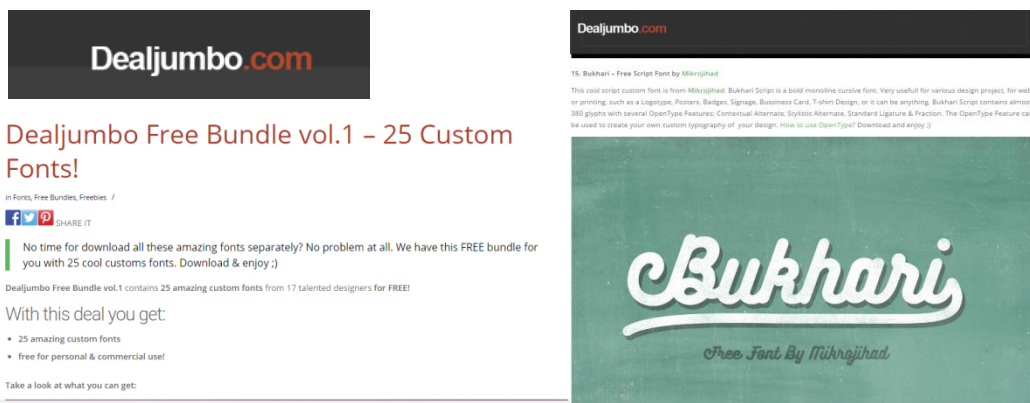 Dealjumbo.com
Dealjumbo Free Bundle vol.1 – 25 Custom
Fonts!
in Fonts, Free Bundles, Freebies /
SHARE IT
No time for download all these amazing fonts separately? No problem at all. We have this FREE bundle for
you with 25 cool customs fonts. Download & enjoy ;)
Dealjumbo Free Bundle vol.1 contains 25 amazing custom fonts from 17 talented designers for FREE!
With this deal you get:
• 25 amazing custom fonts
• free for personal & commercial use!
Take a look at what you can get:
Dealjumbo.com
15. Bukhari – Free Script Font by Mikrojihad
This cool script custom font is from Mikrojihad. Bukhari Script is a bold monoline cursive font. Very usefull for various design project, for web
or printing, such as a Logotype, Posters, Badges, Signage, Bussiness Card, T-shirt Design, or it can be anything. Bukhari Script contains almos
380 glyphs with several OpenType Features; Contextual Alternate, Stylistic Alternate, Standard Ligature & Fraction. The OpenType Feature ca
be used to create your own custom typography of your design. How to use OpenType? Download and enjoy ;)
Bukhari
Free Font By Mikrojihad